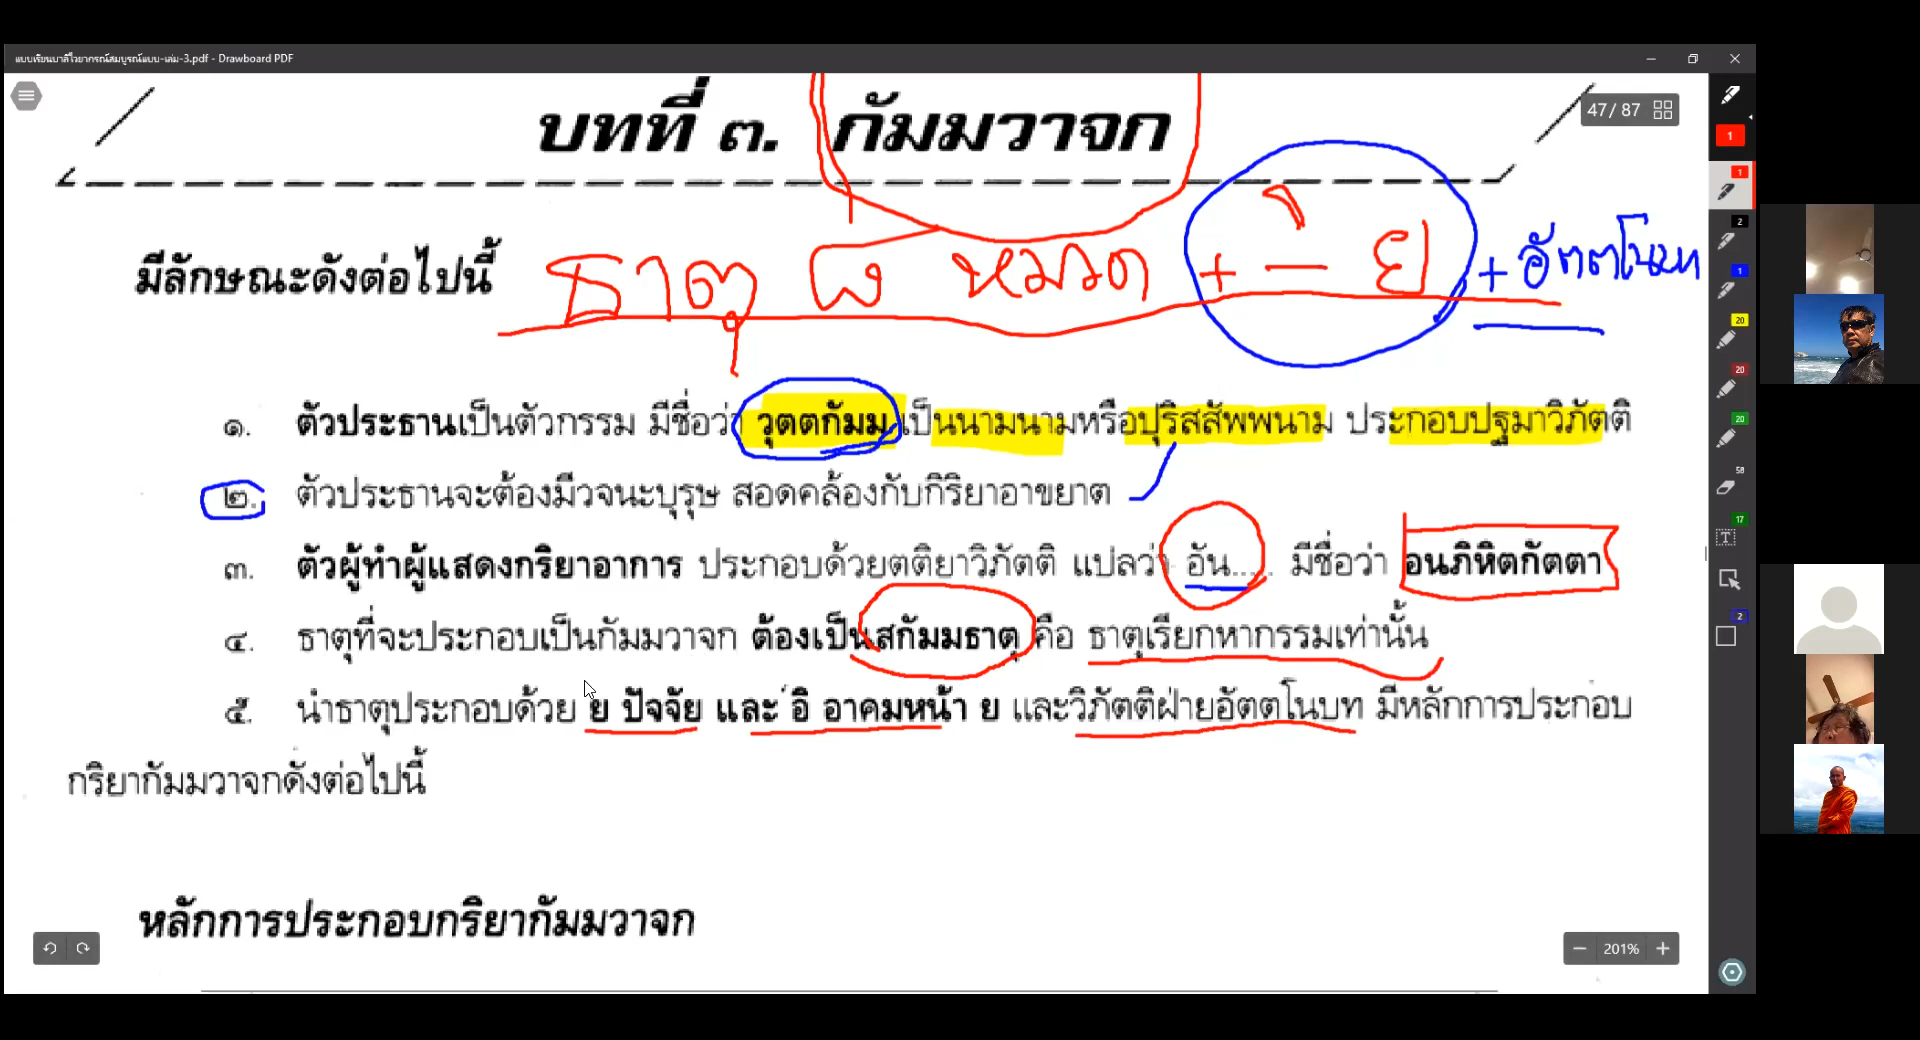 แบบเรียนบาลีไวยากรณ์สมบูรณ์แบบ-เล่ม-3.pdf - Drawboard PDF
47 / 87
บทที่ ๓. กัมมวาจก
มีลักษณะดังต่อไปนี้ ธาตุ ๘ หมวด + ิ ย + อัตตโนบท
๑. ตัวประธานเป็นตัวกรรม มีชื่อว่า วุตตกัมม เป็นนามนามหรือปุริสสัพพนาม ประกอบปฐมาวิภัตติ
๒. ตัวประธานจะต้องมีวจนะบุรุษ สอดคล้องกับกิริยาอาขยาต
๓. ตัวผู้ทำผู้แสดงกริยาอาการ ประกอบด้วยตติยาวิภัตติ แปลว่า อัน..... มีชื่อว่า อนภิหิตกัตตา
๔. ธาตุที่จะประกอบเป็นกัมมวาจก ต้องเป็นสกัมมธาตุ คือ ธาตุเรียกหากรรมเท่านั้น
๕. นำธาตุประกอบด้วย ย ปัจจัย และ อิ อาคมหน้า ย และวิภัตติฝ่ายอัตตโนบท มีหลักการประกอบ
กริยากัมมวาจกดังต่อไปนี้
หลักการประกอบกริยากัมมวาจก
201%
1
1
2
1
20
20
20
58
17
2